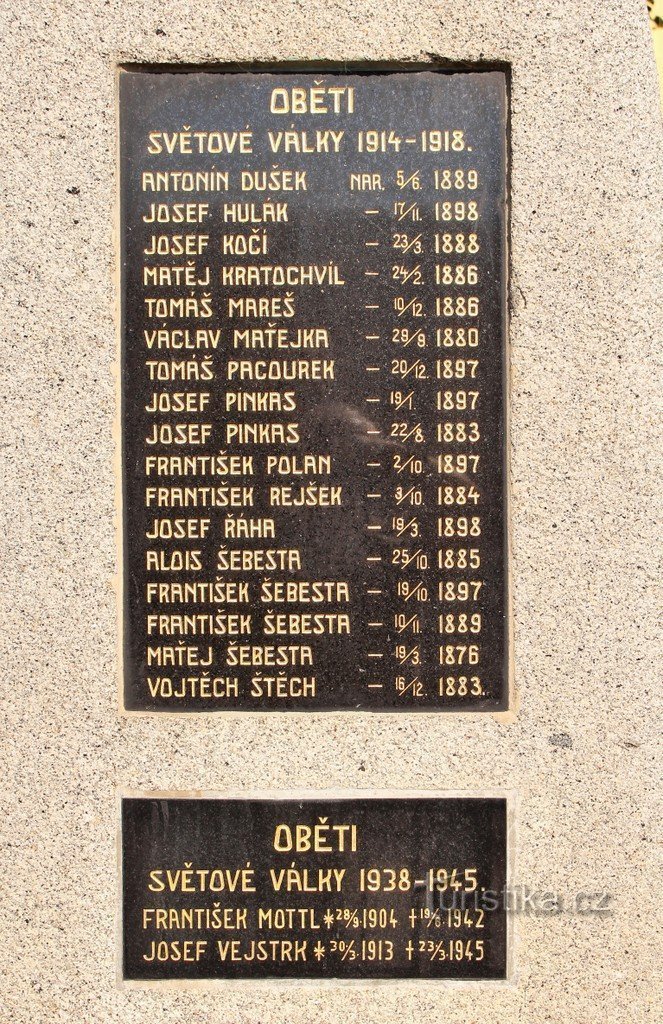 OBĚTI
SVĚTOVÉ VÁLKY 1914-1918.
ANTONÍN DUŠEK NAR. 5/6. 1889
JOSEF HULÁK — 17/11. 1898
JOSEF KOČÍ — 23/3. 1888
MATĚJ KRATOCHVÍL — 24/2. 1886
TOMÁŠ MAREŠ — 10/12. 1886
VÁCLAV MAŤEJKA — 29/9. 1880
TOMÁŠ PACOUREK — 20/12. 1897
JOSEF PINKAS — 19/1. 1897
JOSEF PINKAS — 22/8. 1883
FRANTIŠEK POLAN — 2/10. 1897
FRANTIŠEK REJŠEK — 3/10. 1884
JOSEF ŘÁHA — 19/3. 1898
ALOIS ŠEBESTA — 25/10. 1885
FRANTIŠEK ŠEBESTA — 19/10. 1897
FRANTIŠEK ŠEBESTA — 10/11. 1889
MAŤEJ ŠEBESTA — 19/3. 1876
VOJTĚCH ŠTĚCH — 16/12. 1883.
OBĚTI
SVĚTOVÉ VÁLKY 1938-1945.
FRANTIŠEK MOTTL * 28/9. 1904 † 19/6. 1942
JOSEF VEJSTRK * 30/3. 1913 † 23/3. 1945
Turistika.cz